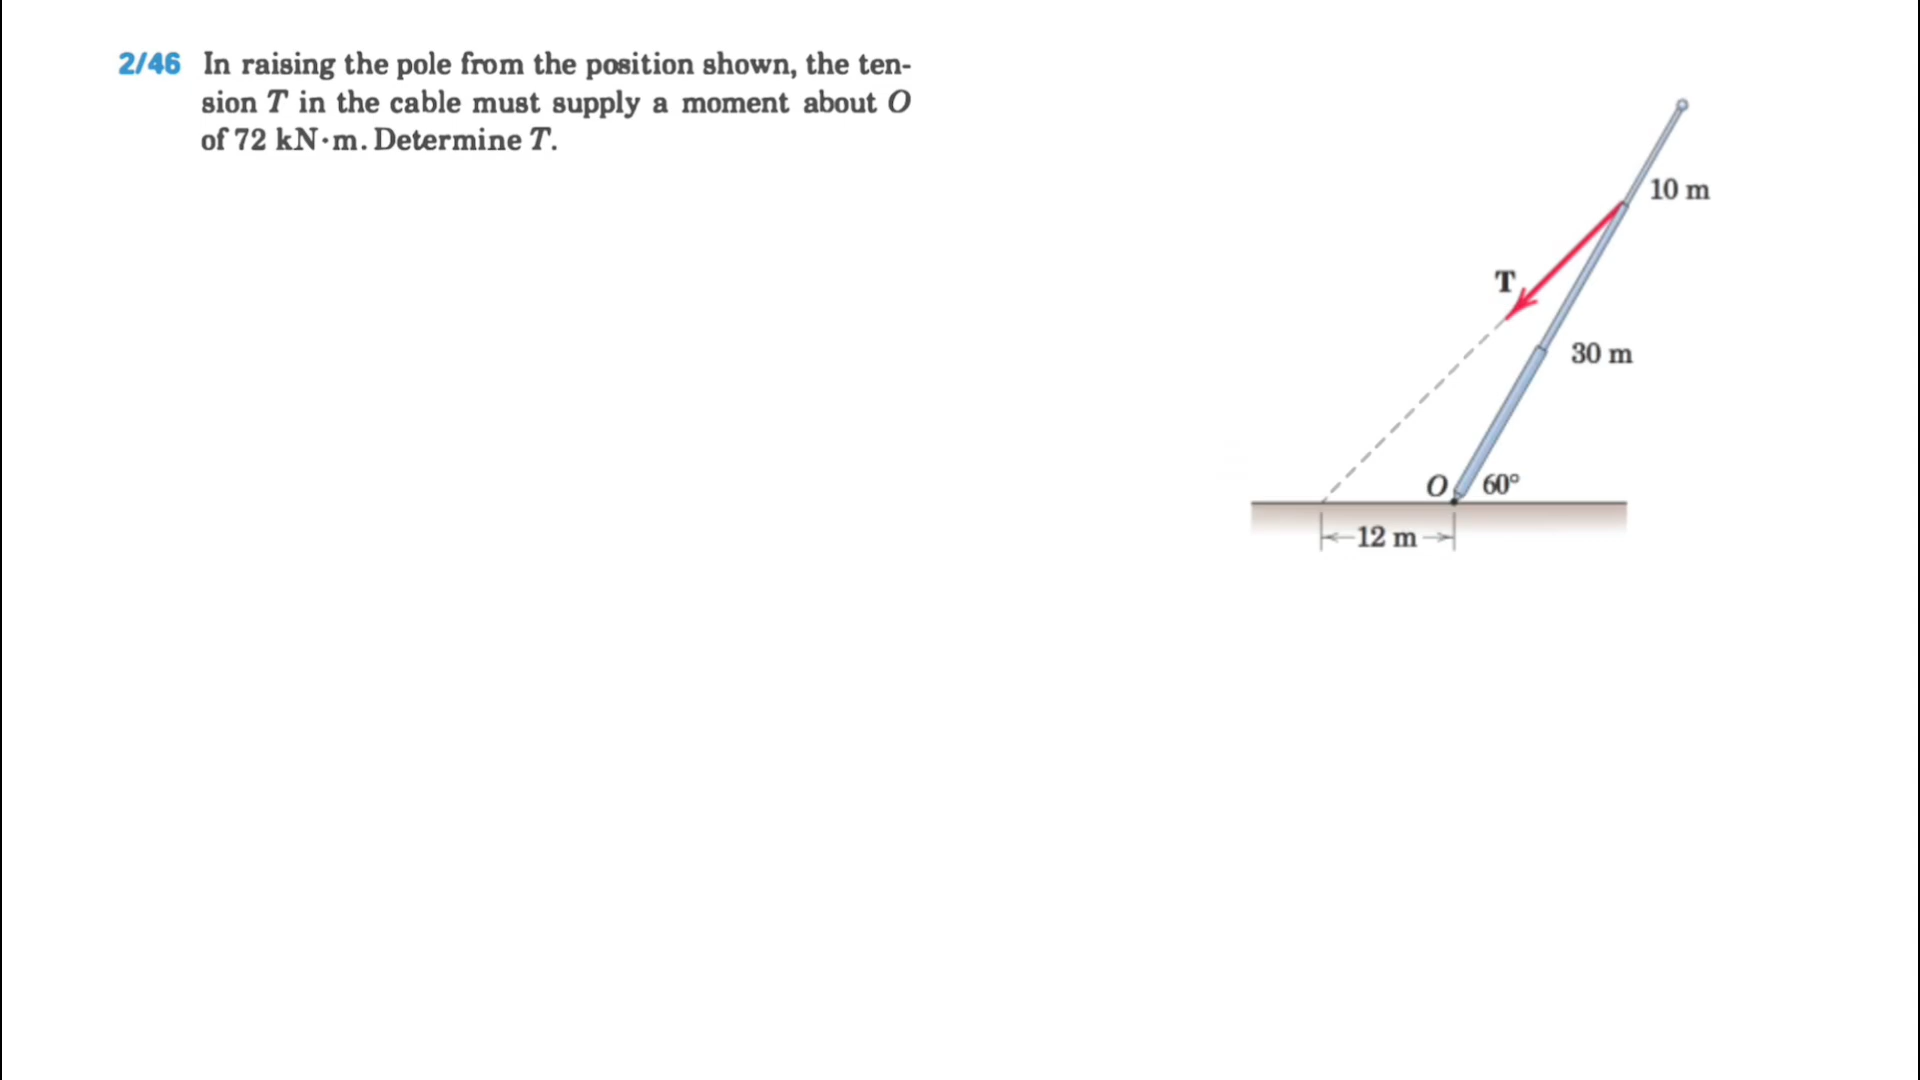 2/46 In raising the pole from the position shown, the ten-
sion T in the cable must supply a moment about O
of 72 kN·m. Determine T.
10 m
T
30 m
O 60°
12 m